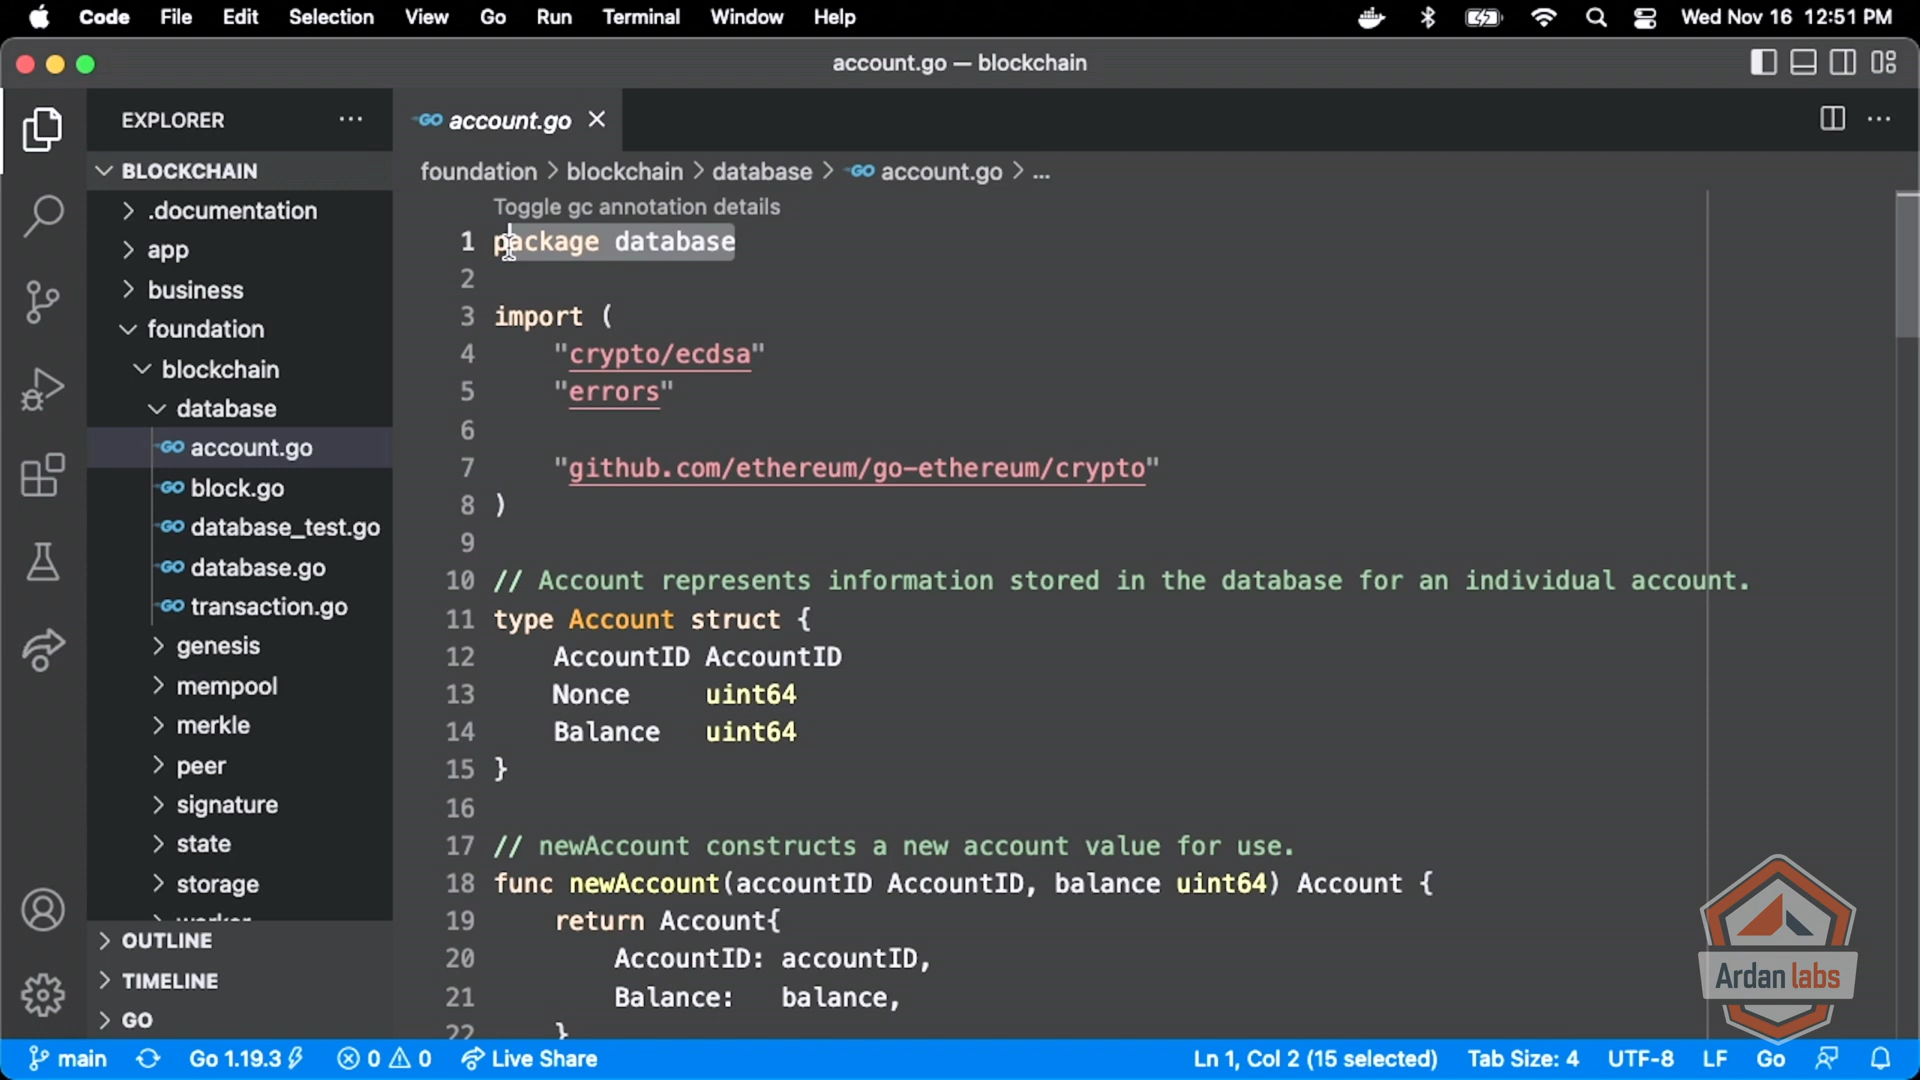 Code File Edit Selection View Go Run Terminal Window Help Wed Nov 16 12:51 PM
account.go — blockchain
EXPLORER ···
account.go
BLOCKCHAIN
foundation > blockchain > database > account.go > ...
.documentation
app
business
foundation
blockchain
database
account.go
block.go
database_test.go
database.go
transaction.go
genesis
mempool
merkle
peer
signature
state
storage
worker
OUTLINE
TIMELINE
GO
Toggle gc annotation details
1 package database
2
3 import (
4 "crypto/ecdsa"
5 "errors"
6
7 "github.com/ethereum/go-ethereum/crypto"
8 )
9
10 // Account represents information stored in the database for an individual account.
11 type Account struct {
12 AccountID AccountID
13 Nonce uint64
14 Balance uint64
15 }
16
17 // newAccount constructs a new account value for use.
18 func newAccount(accountID AccountID, balance uint64) Account {
19 return Account{
20 AccountID: accountID,
21 Balance: balance,
22 }
Ardan labs
main Go 1.19.3 0 0 Live Share Ln 1, Col 2 (15 selected) Tab Size: 4 UTF-8 LF Go